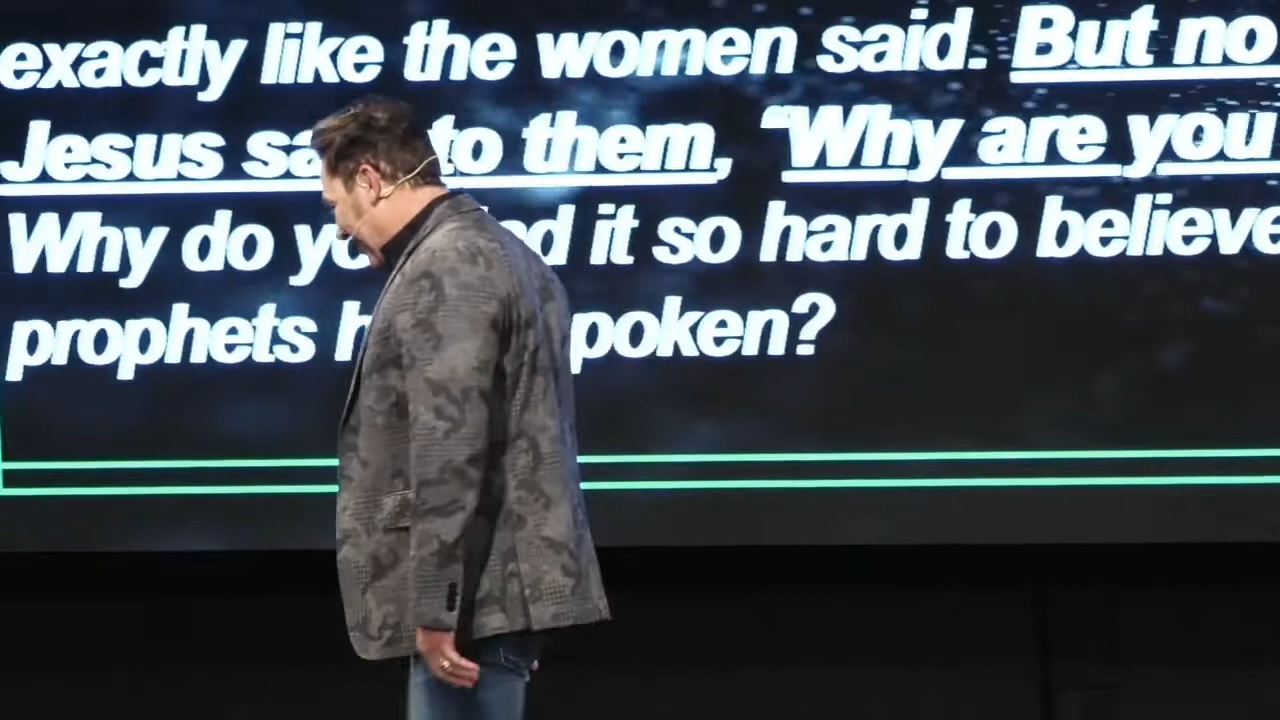 exactly like the women said. But no
Jesus to them, “Why are you
Why do it so hard to believe
prophets
poken?